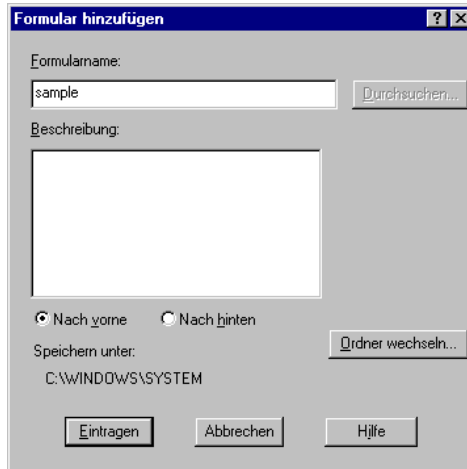 Formular hinzufügen
Formularname:
sample
Durchsuchen...
Beschreibung:
Nach vorne
Nach hinten
Ordner wechseln...
Speichern unter:
C:\WINDOWS\SYSTEM
Eintragen
Abbrechen
Hilfe